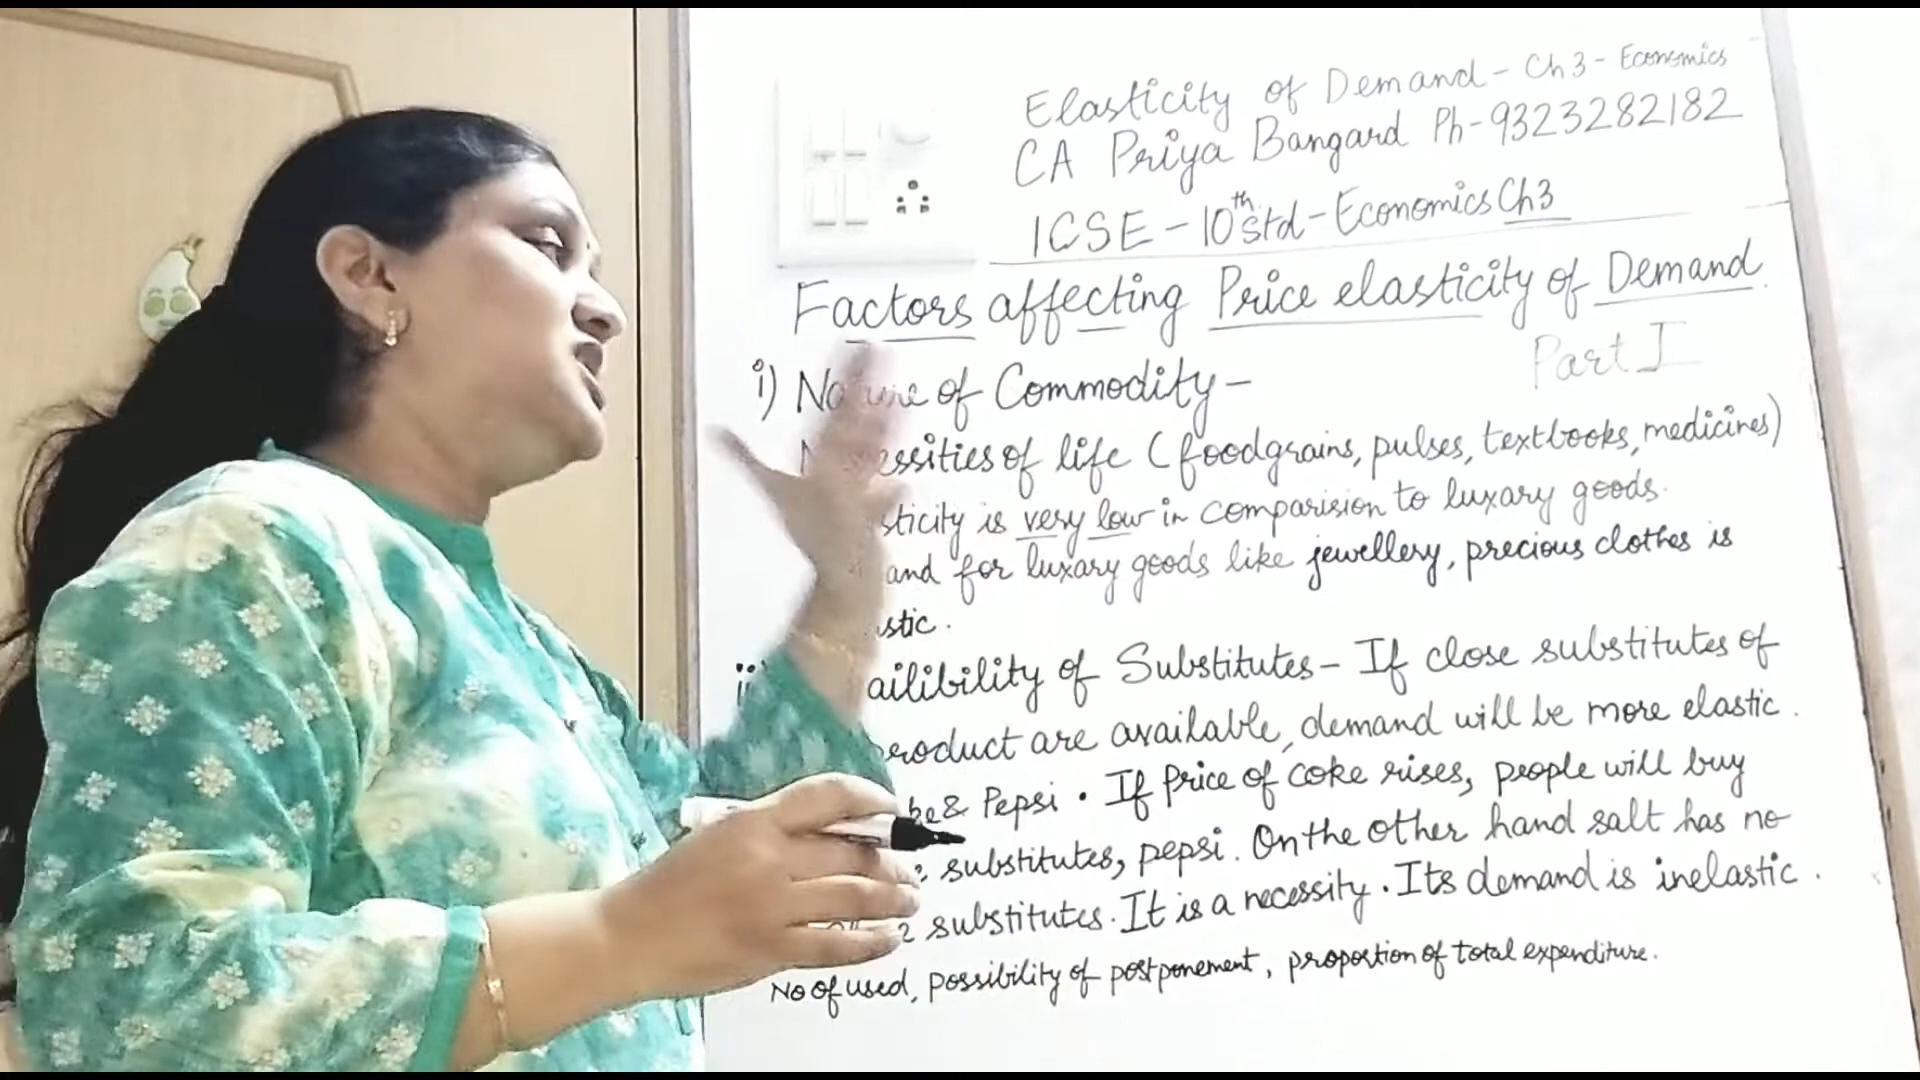 Elasticity of Demand - Ch 3 - Economics
CA Priya Bangard Ph - 9323282182
ICSE - 10th std - Economics Ch3
Factors affecting Price elasticity of Demand.
Part I
i) Nature of Commodity -
essities of life (foodgrains, pulses, textbooks, medicines)
sticity is very low in comparision to luxary goods.
and for luxary goods like jewellery, precious clothes is
stic.
ailibility of Substitutes - If close substitutes of
product are available, demand will be more elastic.
& Pepsi. If Price of coke rises, people will buy
substitutes, pepsi. On the other hand salt has no
substitutes. It is a necessity. Its demand is inelastic.
No of used, possibility of postponement, proportion of total expenditure.